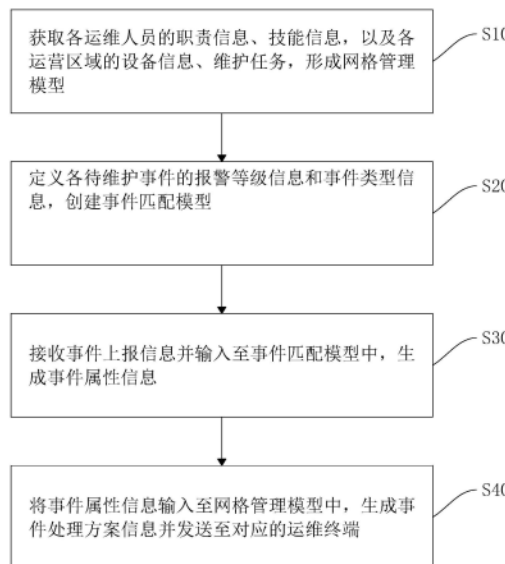 获取各运维人员的职责信息、技能信息，以及各
运营区域的设备信息、维护任务，形成网格管理
模型
S10
定义各待维护事件的报警等级信息和事件类型信
息，创建事件匹配模型
S20
接收事件上报信息并输入至事件匹配模型中，生
成事件属性信息
S30
将事件属性信息输入至网格管理模型中，生成事
件处理方案信息并发送至对应的运维终端
S40